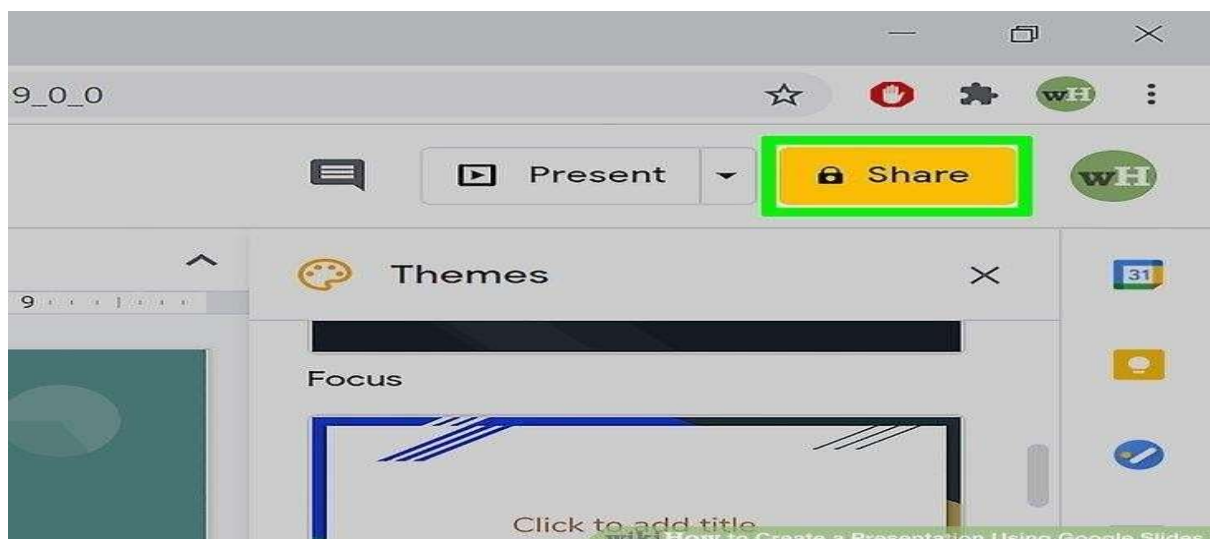 9_0_0
wH
Present
Share
wH
Themes
31
9
Focus
Click to add title
wikiHow to Create a Presentation Using Google Slides